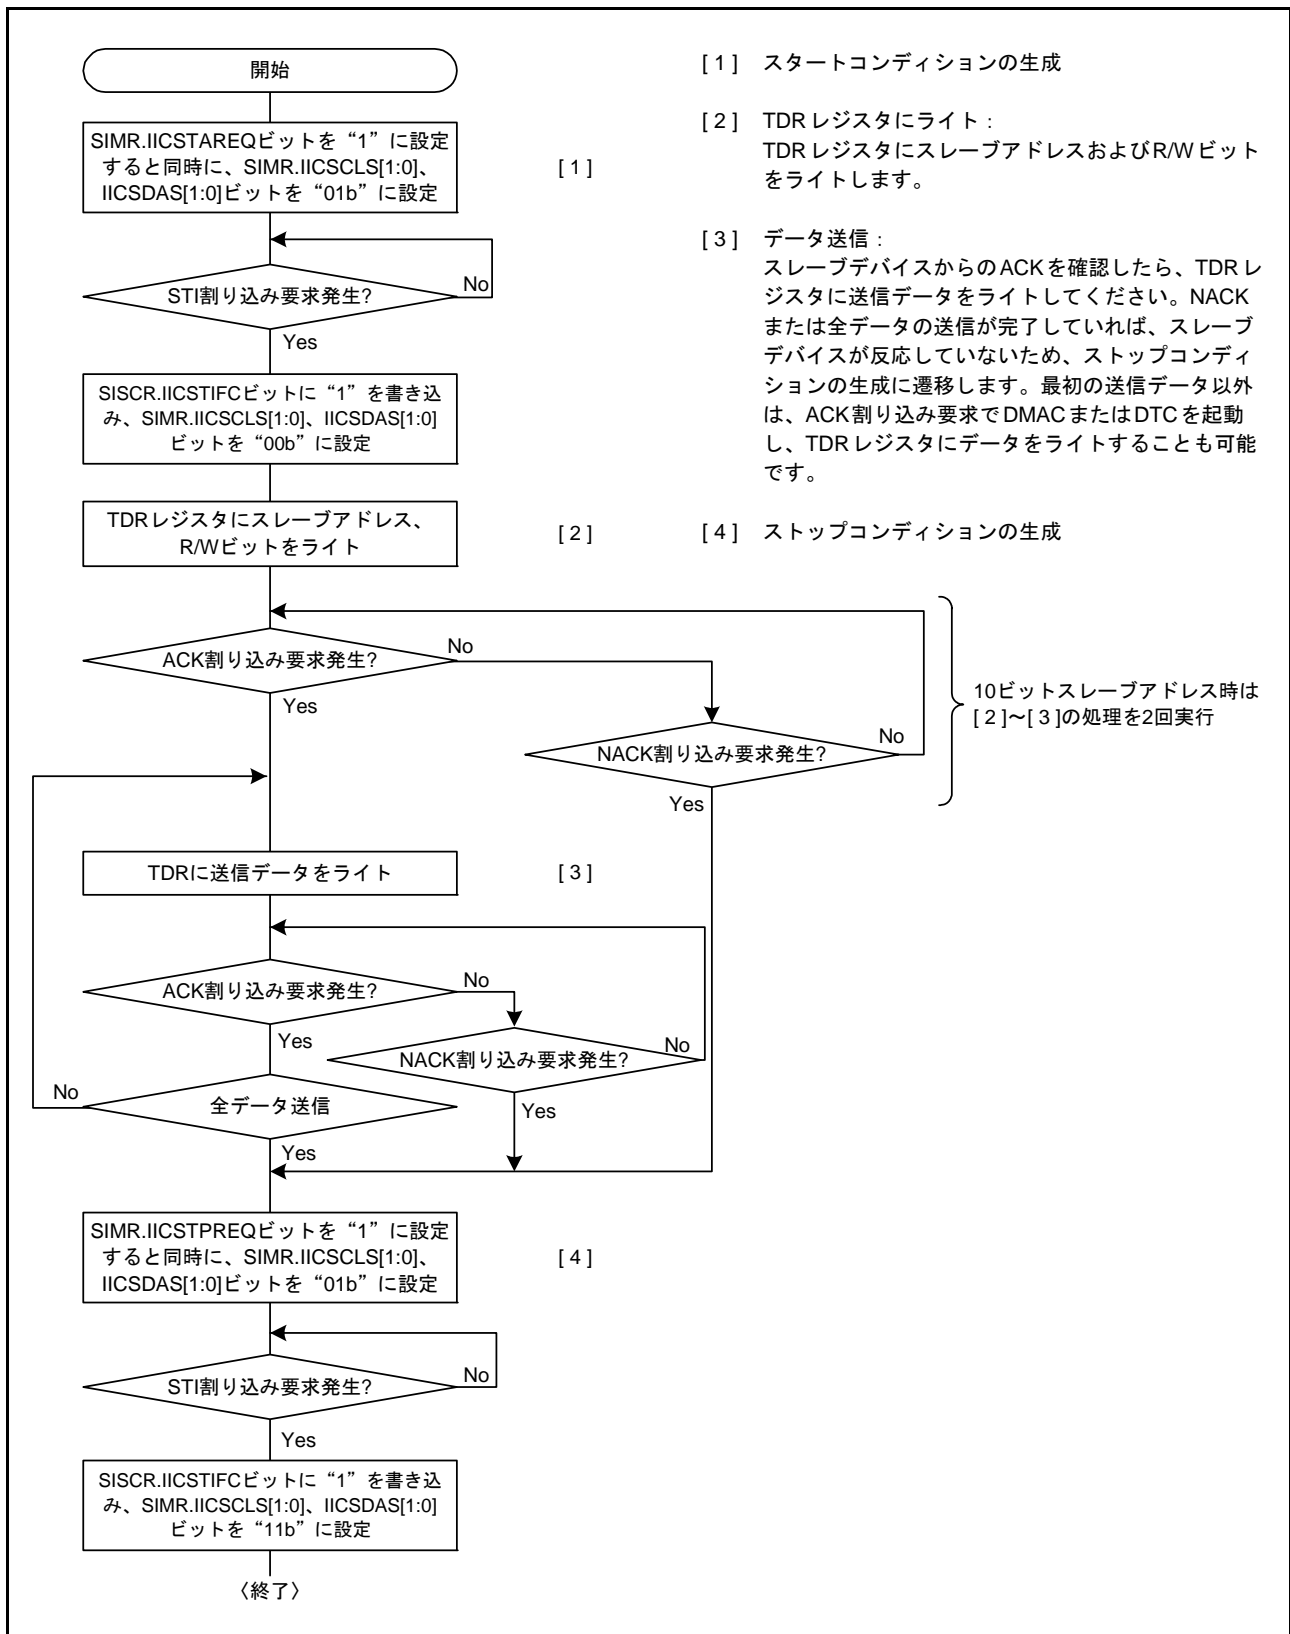 開始
SIMR.IICSTAREQビットを“1”に設定
すると同時に、SIMR.IICSCLS[1:0]、
IICSDAS[1:0]ビットを“01b”に設定
[ 1 ]
STI割り込み要求発生?
No
Yes
SISCR.IICSTIFCビットに“1”を書き込
み、SIMR.IICSCLS[1:0]、IICSDAS[1:0]
ビットを“00b”に設定
TDRレジスタにスレーブアドレス、
R/Wビットをライト
[ 2 ]
ACK割り込み要求発生?
No
Yes
NACK割り込み要求発生?
No
Yes
TDRに送信データをライト
[ 3 ]
ACK割り込み要求発生?
No
Yes
NACK割り込み要求発生?
No
Yes
全データ送信
No
Yes
SIMR.IICSTPREQビットを“1”に設定
すると同時に、SIMR.IICSCLS[1:0]、
IICSDAS[1:0]ビットを“01b”に設定
[ 4 ]
STI割り込み要求発生?
No
Yes
SISCR.IICSTIFCビットに“1”を書き込
み、SIMR.IICSCLS[1:0]、IICSDAS[1:0]
ビットを“11b”に設定
〈終了〉
[ 1 ] スタートコンディションの生成
[ 2 ] TDRレジスタにライト：
TDRレジスタにスレーブアドレスおよびR/Wビット
をライトします。
[ 3 ] データ送信：
スレーブデバイスからのACKを確認したら、TDRレ
ジスタに送信データをライトしてください。NACK
または全データの送信が完了していれば、スレーブ
デバイスが反応していないため、ストップコンディ
ションの生成に遷移します。最初の送信データ以外
は、ACK割り込み要求でDMACまたはDTCを起動
し、TDRレジスタにデータをライトすることも可能
です。
[ 4 ] ストップコンディションの生成
10ビットスレーブアドレス時は
[ 2 ]～[ 3 ]の処理を2回実行